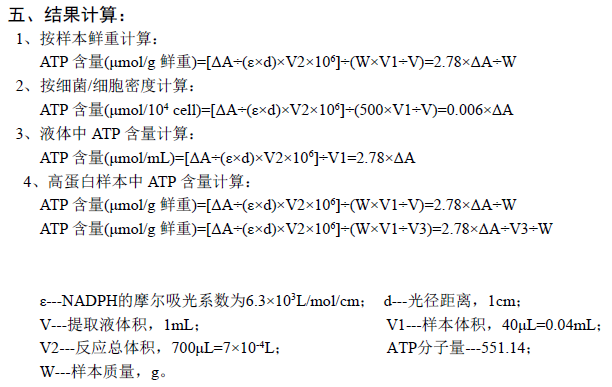 五、结果计算：
1、按样本鲜重计算：
ATP 含量(μmol/g 鲜重)=[ΔA÷(ε×d)×V2×10⁶]÷(W×V1÷V)=2.78×ΔA÷W
2、按细菌/细胞密度计算：
ATP 含量(μmol/10⁴ cell)=[ΔA÷(ε×d)×V2×10⁶]÷(500×V1÷V)=0.006×ΔA
3、液体中 ATP 含量计算：
ATP 含量(μmol/mL)=[ΔA÷(ε×d)×V2×10⁶]÷V1=2.78×ΔA
4、高蛋白样本中 ATP 含量计算：
ATP 含量(μmol/g 鲜重)=[ΔA÷(ε×d)×V2×10⁶]÷(W×V1÷V)=2.78×ΔA÷W
ATP 含量(μmol/g 鲜重)=[ΔA÷(ε×d)×V2×10⁶]÷(W×V1÷V3)=2.78×ΔA÷V3÷W
ε---NADPH的摩尔吸光系数为6.3×10³L/mol/cm； d---光径距离，1cm；
V---提取液体积，1mL； V1---样本体积，40μL=0.04mL；
V2---反应总体积，700μL=7×10⁻⁴L； ATP分子量---551.14；
W---样本质量，g。